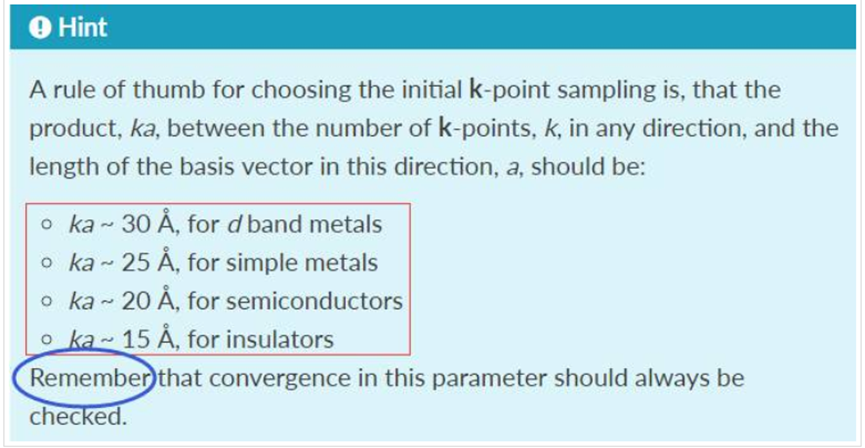 Hint
A rule of thumb for choosing the initial k-point sampling is, that the
product, ka, between the number of k-points, k, in any direction, and the
length of the basis vector in this direction, a, should be:
ka ~ 30 Å, for d band metals
ka ~ 25 Å, for simple metals
ka ~ 20 Å, for semiconductors
ka ~ 15 Å, for insulators
Remember that convergence in this parameter should always be
checked.